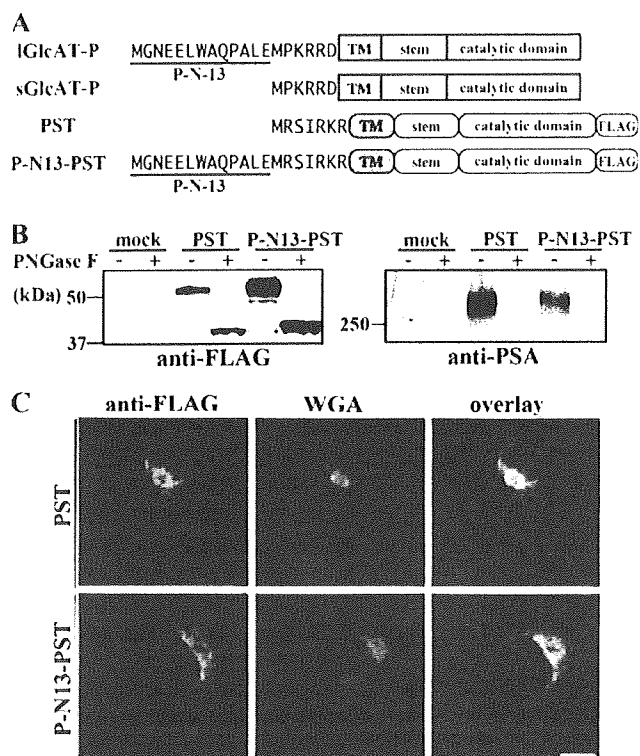 A
lGlcAT-P MGNEELWAQPALEMPKRRD TM stem catalytic domain
P-N-13
sGlcAT-P MPKRRD TM stem catalytic domain
PST MRSIRKR TM stem catalytic domain FLAG
P-N13-PST MGNEELWAQPALEMRSIRKR TM stem catalytic domain FLAG
P-N-13
B
mock PST P-N13-PST mock PST P-N13-PST
PNGase F - + - + - + - + - + - +
(kDa) 50
37
250
anti-FLAG anti-PSA
C
anti-FLAG WGA overlay
PST
P-N13-PST